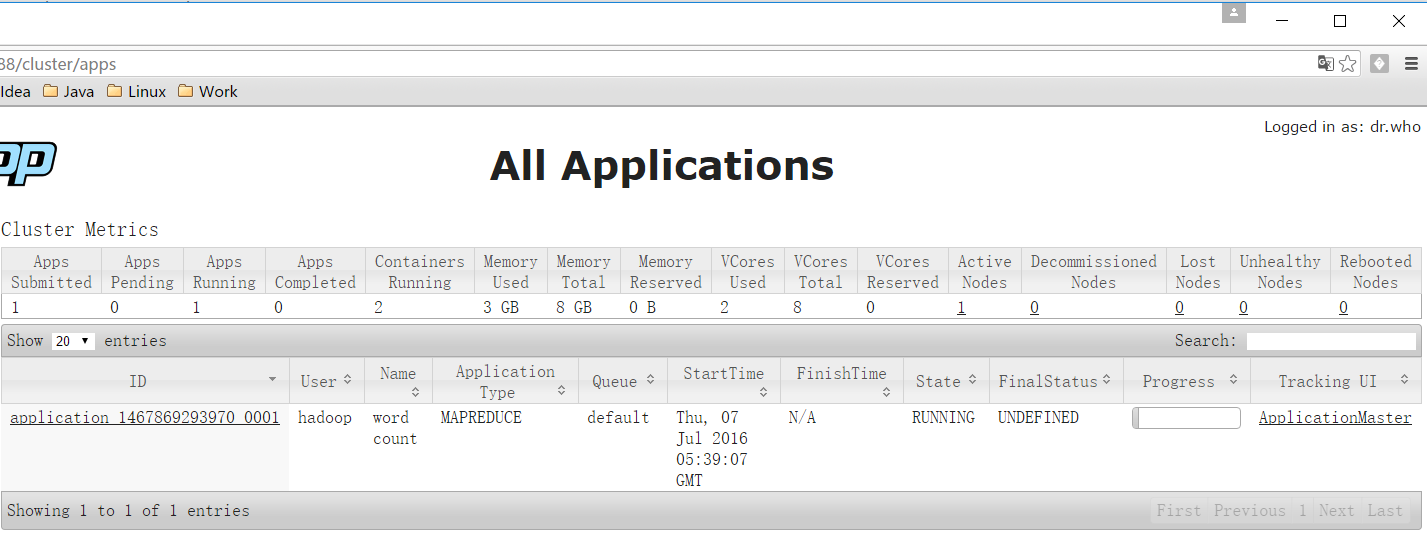 88/cluster/apps
Idea Java Linux Work
Logged in as: dr.who
All Applications
Cluster Metrics
Apps Submitted Apps Pending Apps Running Apps Completed Containers Running Memory Used Memory Total Memory Reserved VCores Used VCores Total VCores Reserved Active Nodes Decommissioned Nodes Lost Nodes Unhealthy Nodes Rebooted Nodes
1 0 1 0 2 3 GB 8 GB 0 B 2 8 0 1 0 0 0 0
Show 20 entries Search:
ID User Name Application Type Queue StartTime FinishTime State FinalStatus Progress Tracking UI
application_1467869293970_0001 hadoop word count MAPREDUCE default Thu, 07 Jul 2016 05:39:07 GMT N/A RUNNING UNDEFINED ApplicationMaster
Showing 1 to 1 of 1 entries First Previous 1 Next Last